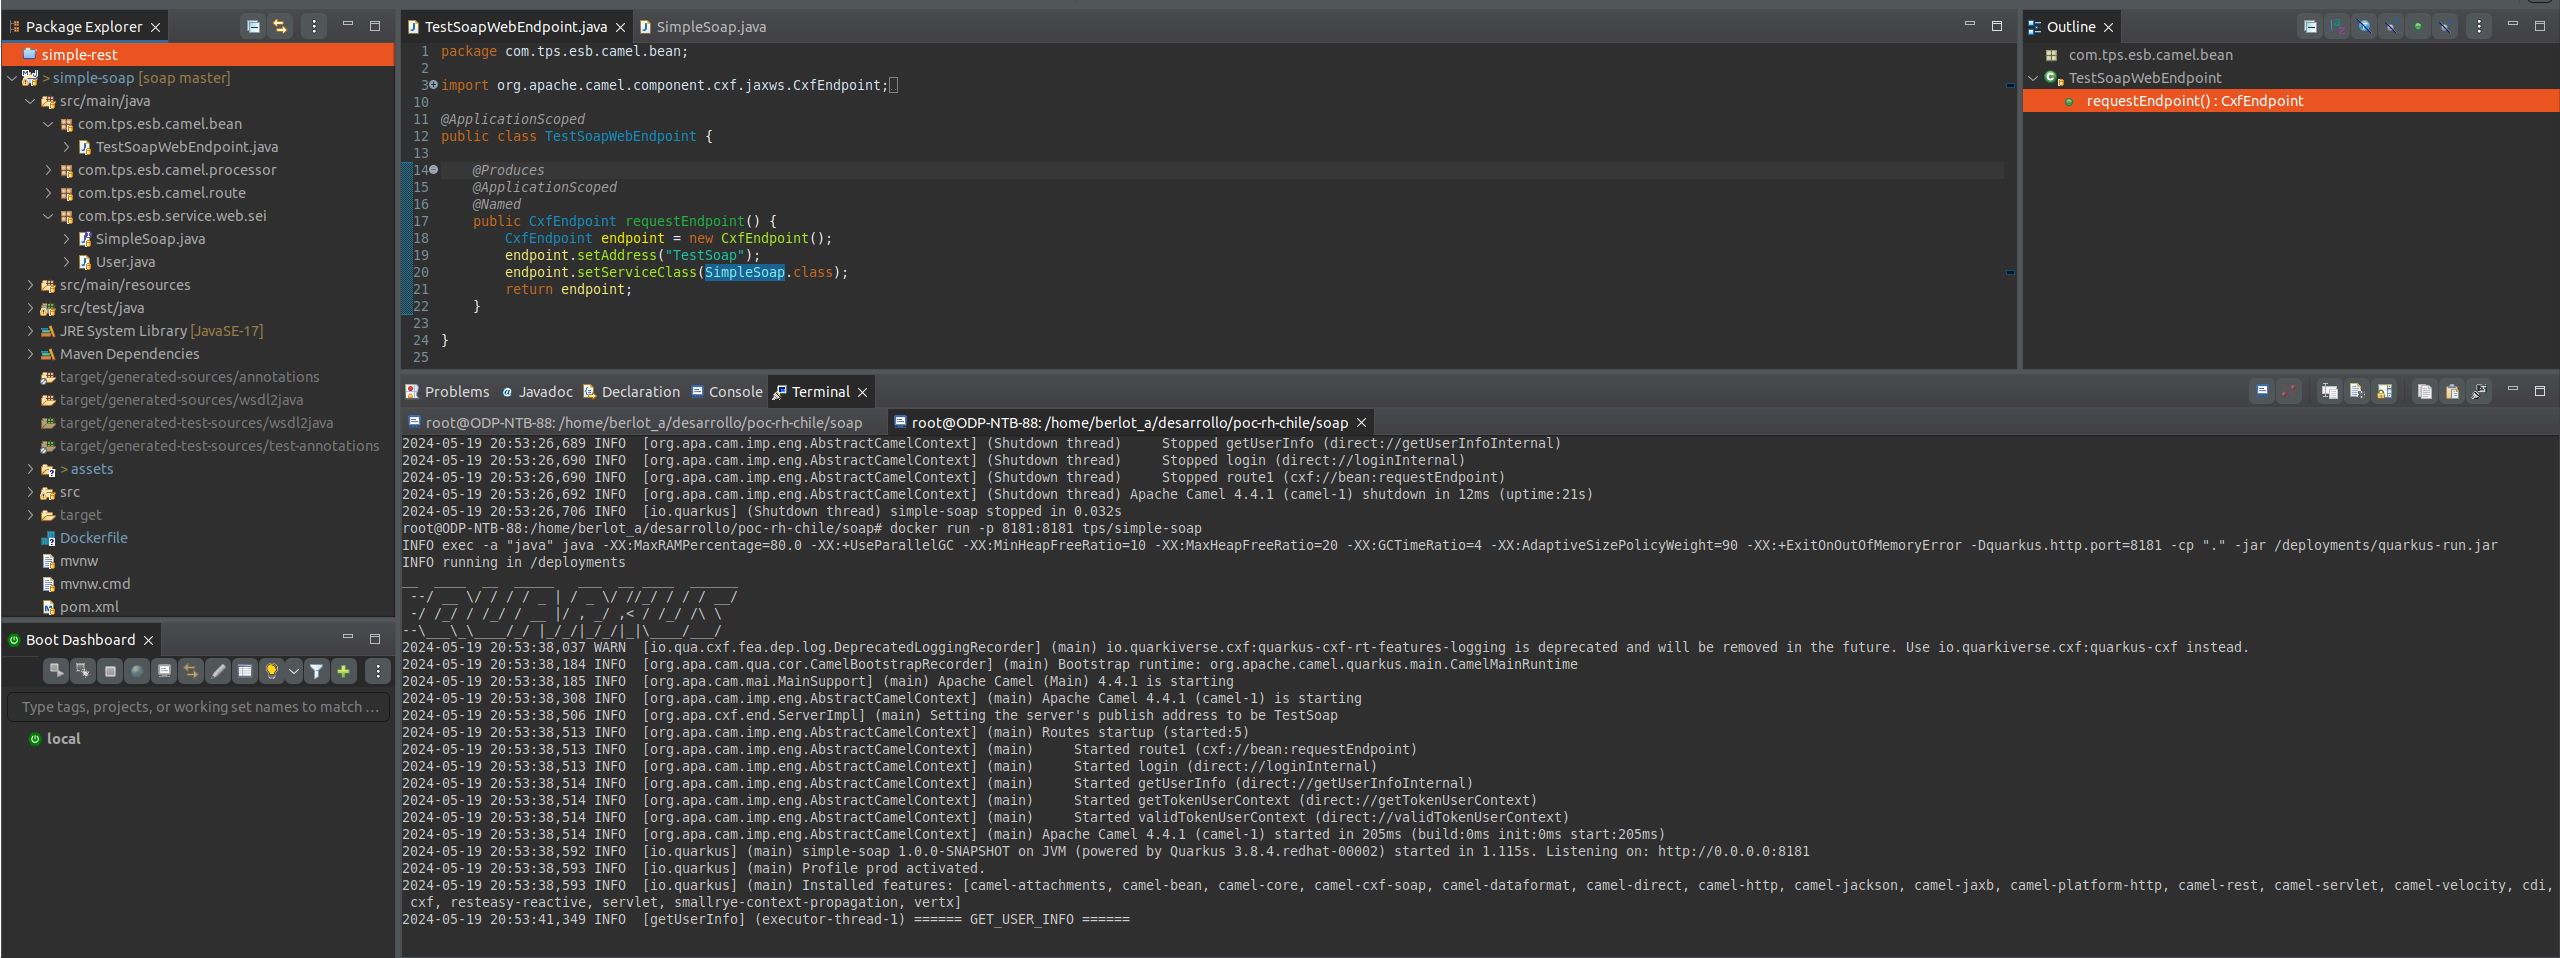 Package Explorer
simple-rest
> simple-soap [soap master]
src/main/java
com.tps.esb.camel.bean
TestSoapWebEndpoint.java
com.tps.esb.camel.processor
com.tps.esb.camel.route
com.tps.esb.service.web.sei
SimpleSoap.java
User.java
src/main/resources
src/test/java
JRE System Library [JavaSE-17]
Maven Dependencies
target/generated-sources/annotations
target/generated-sources/wsdl2java
target/generated-test-sources/wsdl2java
target/generated-test-sources/test-annotations
> assets
src
target
Dockerfile
mvnw
mvnw.cmd
pom.xml
Boot Dashboard
Type tags, projects, or working set names to match ...
local
TestSoapWebEndpoint.java SimpleSoap.java
1 package com.tps.esb.camel.bean;
2
3 import org.apache.camel.component.cxf.jaxws.CxfEndpoint;
10
11 @ApplicationScoped
12 public class TestSoapWebEndpoint {
13
14 @Produces
15 @ApplicationScoped
16 @Named
17 public CxfEndpoint requestEndpoint() {
18 CxfEndpoint endpoint = new CxfEndpoint();
19 endpoint.setAddress("TestSoap");
20 endpoint.setServiceClass(SimpleSoap.class);
21 return endpoint;
22 }
23
24 }
25
Outline
com.tps.esb.camel.bean
TestSoapWebEndpoint
requestEndpoint() : CxfEndpoint
Problems Javadoc Declaration Console Terminal
root@ODP-NTB-88: /home/berlot_a/desarrollo/poc-rh-chile/soap root@ODP-NTB-88: /home/berlot_a/desarrollo/poc-rh-chile/soap
2024-05-19 20:53:26,689 INFO [org.apa.cam.imp.eng.AbstractCamelContext] (Shutdown thread) Stopped getUserInfo (direct://getUserInfoInternal)
2024-05-19 20:53:26,690 INFO [org.apa.cam.imp.eng.AbstractCamelContext] (Shutdown thread) Stopped login (direct://loginInternal)
2024-05-19 20:53:26,690 INFO [org.apa.cam.imp.eng.AbstractCamelContext] (Shutdown thread) Stopped route1 (cxf://bean:requestEndpoint)
2024-05-19 20:53:26,692 INFO [org.apa.cam.imp.eng.AbstractCamelContext] (Shutdown thread) Apache Camel 4.4.1 (camel-1) shutdown in 12ms (uptime:21s)
2024-05-19 20:53:26,706 INFO [io.quarkus] (Shutdown thread) simple-soap stopped in 0.032s
root@ODP-NTB-88:/home/berlot_a/desarrollo/poc-rh-chile/soap# docker run -p 8181:8181 tps/simple-soap
INFO exec -a "java" java -XX:MaxRAMPercentage=80.0 -XX:+UseParallelGC -XX:MinHeapFreeRatio=10 -XX:MaxHeapFreeRatio=20 -XX:GCTimeRatio=4 -XX:AdaptiveSizePolicyWeight=90 -XX:+ExitOnOutOfMemoryError -Dquarkus.http.port=8181 -cp "." -jar /deployments/quarkus-run.jar
INFO running in /deployments
__  ____  __  _____   ___  __ ____  ______
 --/ __ \/ / / / _ | / _ \/ //_/ / / / __/
 -/ /_/ / /_/ / __ |/ , _/ ,< / /_/ /\ \
--\___\_\____/_/ |_/_/|_/_/|_|\____/___/
2024-05-19 20:53:38,037 WARN [io.qua.cxf.fea.dep.log.DeprecatedLoggingRecorder] (main) io.quarkiverse.cxf:quarkus-cxf-rt-features-logging is deprecated and will be removed in the future. Use io.quarkiverse.cxf:quarkus-cxf instead.
2024-05-19 20:53:38,184 INFO [org.apa.cam.qua.cor.CamelBootstrapRecorder] (main) Bootstrap runtime: org.apache.camel.quarkus.main.CamelMainRuntime
2024-05-19 20:53:38,185 INFO [org.apa.cam.mai.MainSupport] (main) Apache Camel (Main) 4.4.1 is starting
2024-05-19 20:53:38,308 INFO [org.apa.cam.imp.eng.AbstractCamelContext] (main) Apache Camel 4.4.1 (camel-1) is starting
2024-05-19 20:53:38,506 INFO [org.apa.cxf.end.ServerImpl] (main) Setting the server's publish address to be TestSoap
2024-05-19 20:53:38,513 INFO [org.apa.cam.imp.eng.AbstractCamelContext] (main) Routes startup (started:5)
2024-05-19 20:53:38,513 INFO [org.apa.cam.imp.eng.AbstractCamelContext] (main) Started route1 (cxf://bean:requestEndpoint)
2024-05-19 20:53:38,513 INFO [org.apa.cam.imp.eng.AbstractCamelContext] (main) Started login (direct://loginInternal)
2024-05-19 20:53:38,514 INFO [org.apa.cam.imp.eng.AbstractCamelContext] (main) Started getUserInfo (direct://getUserInfoInternal)
2024-05-19 20:53:38,514 INFO [org.apa.cam.imp.eng.AbstractCamelContext] (main) Started getTokenUserContext (direct://getTokenUserContext)
2024-05-19 20:53:38,514 INFO [org.apa.cam.imp.eng.AbstractCamelContext] (main) Started validTokenUserContext (direct://validTokenUserContext)
2024-05-19 20:53:38,514 INFO [org.apa.cam.imp.eng.AbstractCamelContext] (main) Apache Camel 4.4.1 (camel-1) started in 205ms (build:0ms init:0ms start:205ms)
2024-05-19 20:53:38,592 INFO [io.quarkus] (main) simple-soap 1.0.0-SNAPSHOT on JVM (powered by Quarkus 3.8.4.redhat-00002) started in 1.115s. Listening on: http://0.0.0.0:8181
2024-05-19 20:53:38,593 INFO [io.quarkus] (main) Profile prod activated.
2024-05-19 20:53:38,593 INFO [io.quarkus] (main) Installed features: [camel-attachments, camel-bean, camel-core, camel-cxf-soap, camel-dataformat, camel-direct, camel-http, camel-jackson, camel-jaxb, camel-platform-http, camel-rest, camel-servlet, camel-velocity, cdi,
cxf, resteasy-reactive, servlet, smallrye-context-propagation, vertx]
2024-05-19 20:53:41,349 INFO [getUserInfo] (executor-thread-1) ====== GET_USER_INFO ======